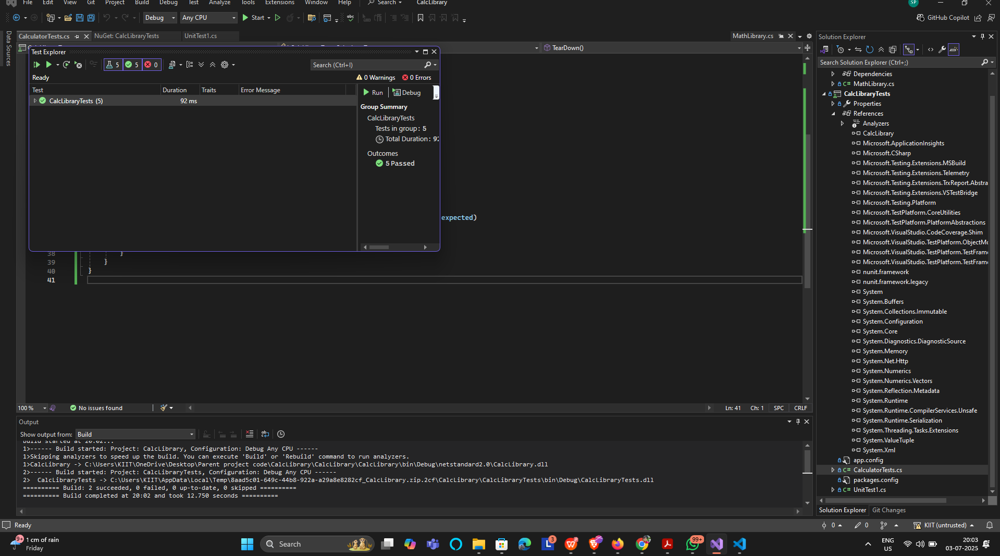 File Edit View Git Project Build Debug Test Analyze Tools Extensions Window Help Search CalcLibrary SP
Debug Any CPU Start GitHub Copilot
Data Sources
CalculatorTests.cs NuGet: CalcLibraryTests UnitTest1.cs MathLibrary.cs
TearDown()
Test Explorer
5 5 0 Search (Ctrl+I)
Ready 0 Warnings 0 Errors
Test Duration Traits Error Message
CalcLibraryTests (5) 92 ms
Run Debug
Group Summary
CalcLibraryTests
Tests in group: 5
Total Duration: 92
Outcomes
5 Passed
expected)
38 }
39 }
40 }
41
100 % No issues found Ln: 41 Ch: 1 SPC CRLF
Output
Show output from: Build
Build started at 20:02...
1>------ Build started: Project: CalcLibrary, Configuration: Debug Any CPU ------
1>Skipping analyzers to speed up the build. You can execute 'Build' or 'Rebuild' command to run analyzers.
1>CalcLibrary -> C:\Users\KIIT\OneDrive\Desktop\Parent project code\CalcLibrary\CalcLibrary\CalcLibrary\bin\Debug\netstandard2.0\CalcLibrary.dll
2>------ Build started: Project: CalcLibraryTests, Configuration: Debug Any CPU ------
2>  CalcLibraryTests -> C:\Users\KIIT\AppData\Local\Temp\8aad5c01-649c-44b8-922a-a29a8e8282cf_CalcLibrary.zip.2cf\CalcLibrary\CalcLibraryTests\bin\Debug\CalcLibraryTests.dll
========== Build: 2 succeeded, 0 failed, 0 up-to-date, 0 skipped ==========
========== Build completed at 20:02 and took 12.750 seconds ==========
Solution Explorer
Search Solution Explorer (Ctrl+;)
Dependencies
C# MathLibrary.cs
CalcLibraryTests
Properties
References
Analyzers
CalcLibrary
Microsoft.ApplicationInsights
Microsoft.CSharp
Microsoft.Testing.Extensions.MSBuild
Microsoft.Testing.Extensions.Telemetry
Microsoft.Testing.Extensions.TrxReport.Abstra
Microsoft.Testing.Extensions.VSTestBridge
Microsoft.Testing.Platform
Microsoft.TestPlatform.CoreUtilities
Microsoft.TestPlatform.PlatformAbstractions
Microsoft.VisualStudio.CodeCoverage.Shim
Microsoft.VisualStudio.TestPlatform.ObjectMo
Microsoft.VisualStudio.TestPlatform.TestFrame
Microsoft.VisualStudio.TestPlatform.TestFrame
nunit.framework
nunit.framework.legacy
System
System.Buffers
System.Collections.Immutable
System.Configuration
System.Core
System.Diagnostics.DiagnosticSource
System.Memory
System.Net.Http
System.Numerics
System.Numerics.Vectors
System.Reflection.Metadata
System.Runtime
System.Runtime.CompilerServices.Unsafe
System.Runtime.Serialization
System.Threading.Tasks.Extensions
System.ValueTuple
System.Xml
app.config
C# CalculatorTests.cs
packages.config
C# UnitTest1.cs
Solution Explorer Git Changes
Ready 0 0 KIIT (untrusted)
9+ 1 cm of rain
Friday
Search 3 2 99+
ENG
US
20:03
03-07-2025